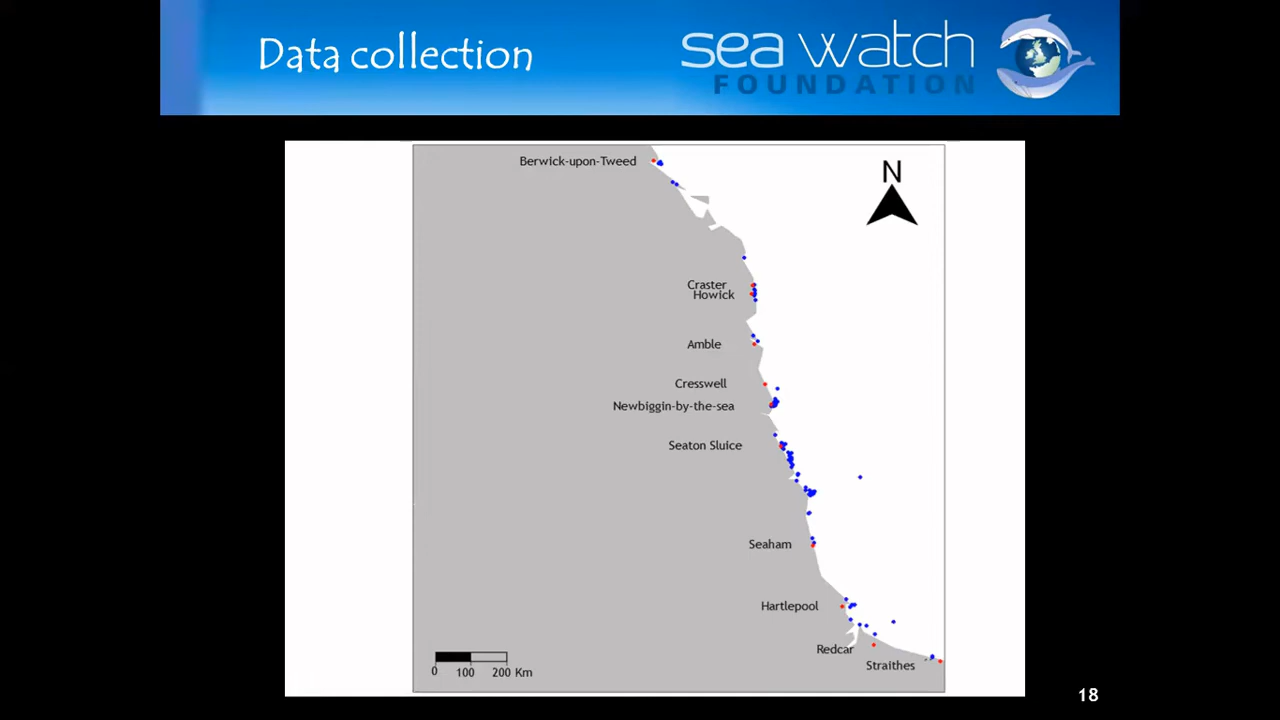 Data collection
sea watch
FOUNDATION
N
Berwick-upon-Tweed
Craster
Howick
Amble
Cresswell
Newbiggin-by-the-sea
Seaton Sluice
Seaham
Hartlepool
Redcar
Straithes
0 100 200 Km
18